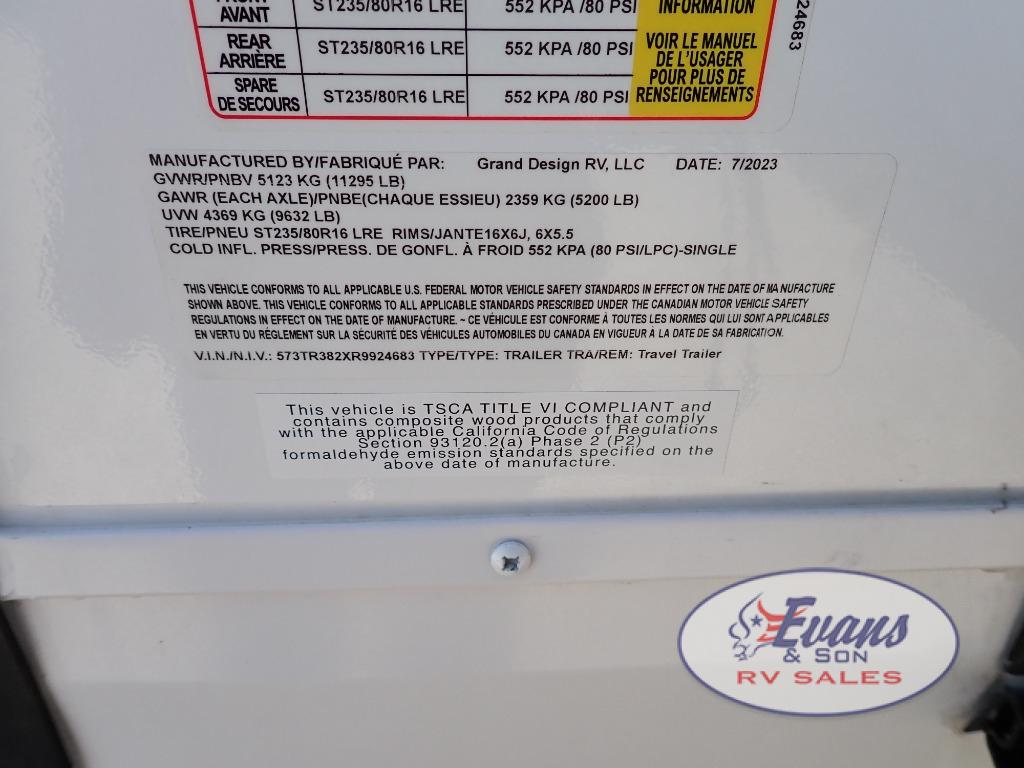 FRONT
AVANT
ST235/80R16 LRE
552 KPA /80 PSI
INFORMATION
REAR
ARRIÈRE
ST235/80R16 LRE
552 KPA /80 PSI
VOIR LE MANUEL
DE L'USAGER
POUR PLUS DE
RENSEIGNEMENTS
SPARE
DE SECOURS
ST235/80R16 LRE
552 KPA /80 PSI
24683
MANUFACTURED BY/FABRIQUÉ PAR: Grand Design RV, LLC DATE: 7/2023
GVWR/PNBV 5123 KG (11295 LB)
GAWR (EACH AXLE)/PNBE(CHAQUE ESSIEU) 2359 KG (5200 LB)
UVW 4369 KG (9632 LB)
TIRE/PNEU ST235/80R16 LRE RIMS/JANTE16X6J, 6X5.5
COLD INFL. PRESS/PRESS. DE GONFL. À FROID 552 KPA (80 PSI/LPC)-SINGLE
THIS VEHICLE CONFORMS TO ALL APPLICABLE U.S. FEDERAL MOTOR VEHICLE SAFETY STANDARDS IN EFFECT ON THE DATE OF MANUFACTURE
SHOWN ABOVE. THIS VEHICLE CONFORMS TO ALL APPLICABLE STANDARDS PRESCRIBED UNDER THE CANADIAN MOTOR VEHICLE SAFETY
REGULATIONS IN EFFECT ON THE DATE OF MANUFACTURE. ~ CE VÉHICULE EST CONFORME À TOUTES LES NORMES QUI LUI SONT APPLICABLES
EN VERTU DU RÉGLEMENT SUR LA SÉCURITÉ DES VÉHICULES AUTOMOBILES DU CANADA EN VIGUEUR À LA DATE DE SA FABRICATION.
V.I.N./N.I.V.: 573TR382XR9924683 TYPE/TYPE: TRAILER TRA/REM: Travel Trailer
This vehicle is TSCA TITLE VI COMPLIANT and
contains composite wood products that comply
with the applicable California Code of Regulations
Section 93120.2(a) Phase 2 (P2)
formaldehyde emission standards specified on the
above date of manufacture.
Evans
& SON
RV SALES